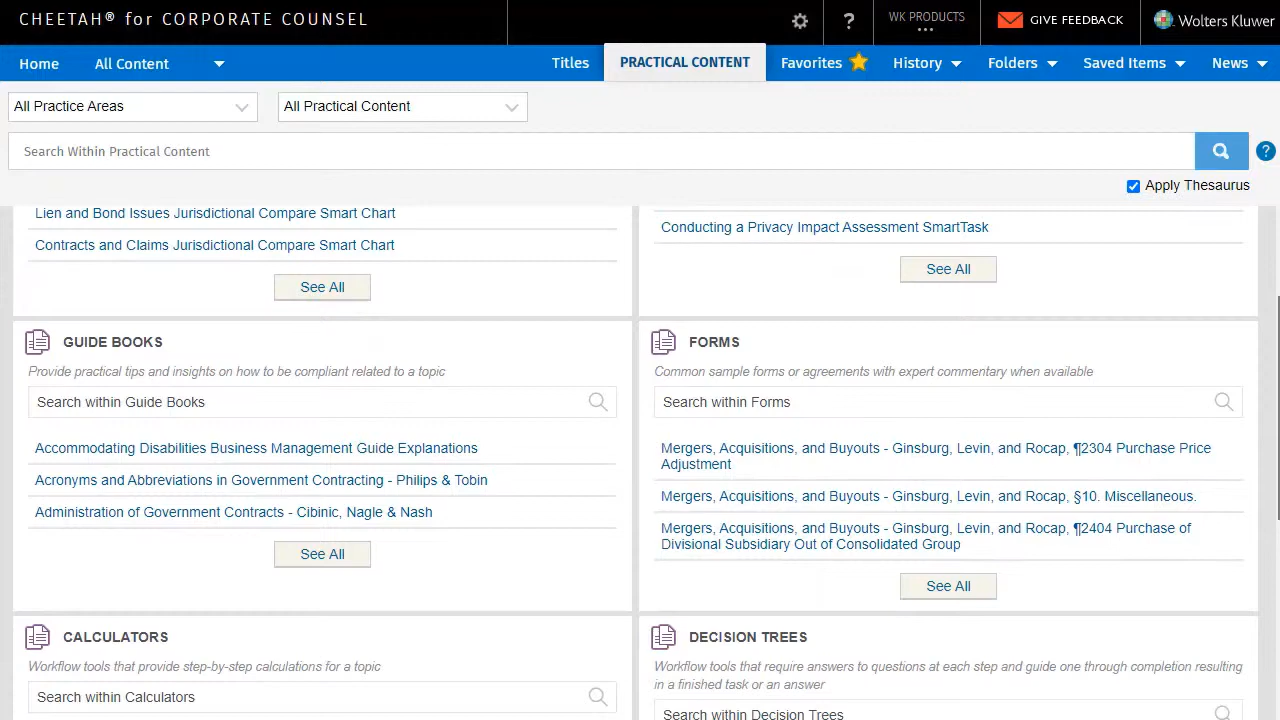 CHEETAH® for CORPORATE COUNSEL
?
WK PRODUCTS
GIVE FEEDBACK
Wolters Kluwer
Home
All Content
Titles
PRACTICAL CONTENT
Favorites
History
Folders
Saved Items
News
All Practice Areas
All Practical Content
Search Within Practical Content
?
Apply Thesaurus
Lien and Bond Issues Jurisdictional Compare Smart Chart
Contracts and Claims Jurisdictional Compare Smart Chart
See All
Conducting a Privacy Impact Assessment SmartTask
See All
GUIDE BOOKS
Provide practical tips and insights on how to be compliant related to a topic
Search within Guide Books
Accommodating Disabilities Business Management Guide Explanations
Acronyms and Abbreviations in Government Contracting - Philips & Tobin
Administration of Government Contracts - Cibinic, Nagle & Nash
See All
FORMS
Common sample forms or agreements with expert commentary when available
Search within Forms
Mergers, Acquisitions, and Buyouts - Ginsburg, Levin, and Rocap, ¶2304 Purchase Price
Adjustment
Mergers, Acquisitions, and Buyouts - Ginsburg, Levin, and Rocap, §10. Miscellaneous.
Mergers, Acquisitions, and Buyouts - Ginsburg, Levin, and Rocap, ¶2404 Purchase of
Divisional Subsidiary Out of Consolidated Group
See All
CALCULATORS
Workflow tools that provide step-by-step calculations for a topic
Search within Calculators
DECISION TREES
Workflow tools that require answers to questions at each step and guide one through completion resulting
in a finished task or an answer
Search within Decision Trees